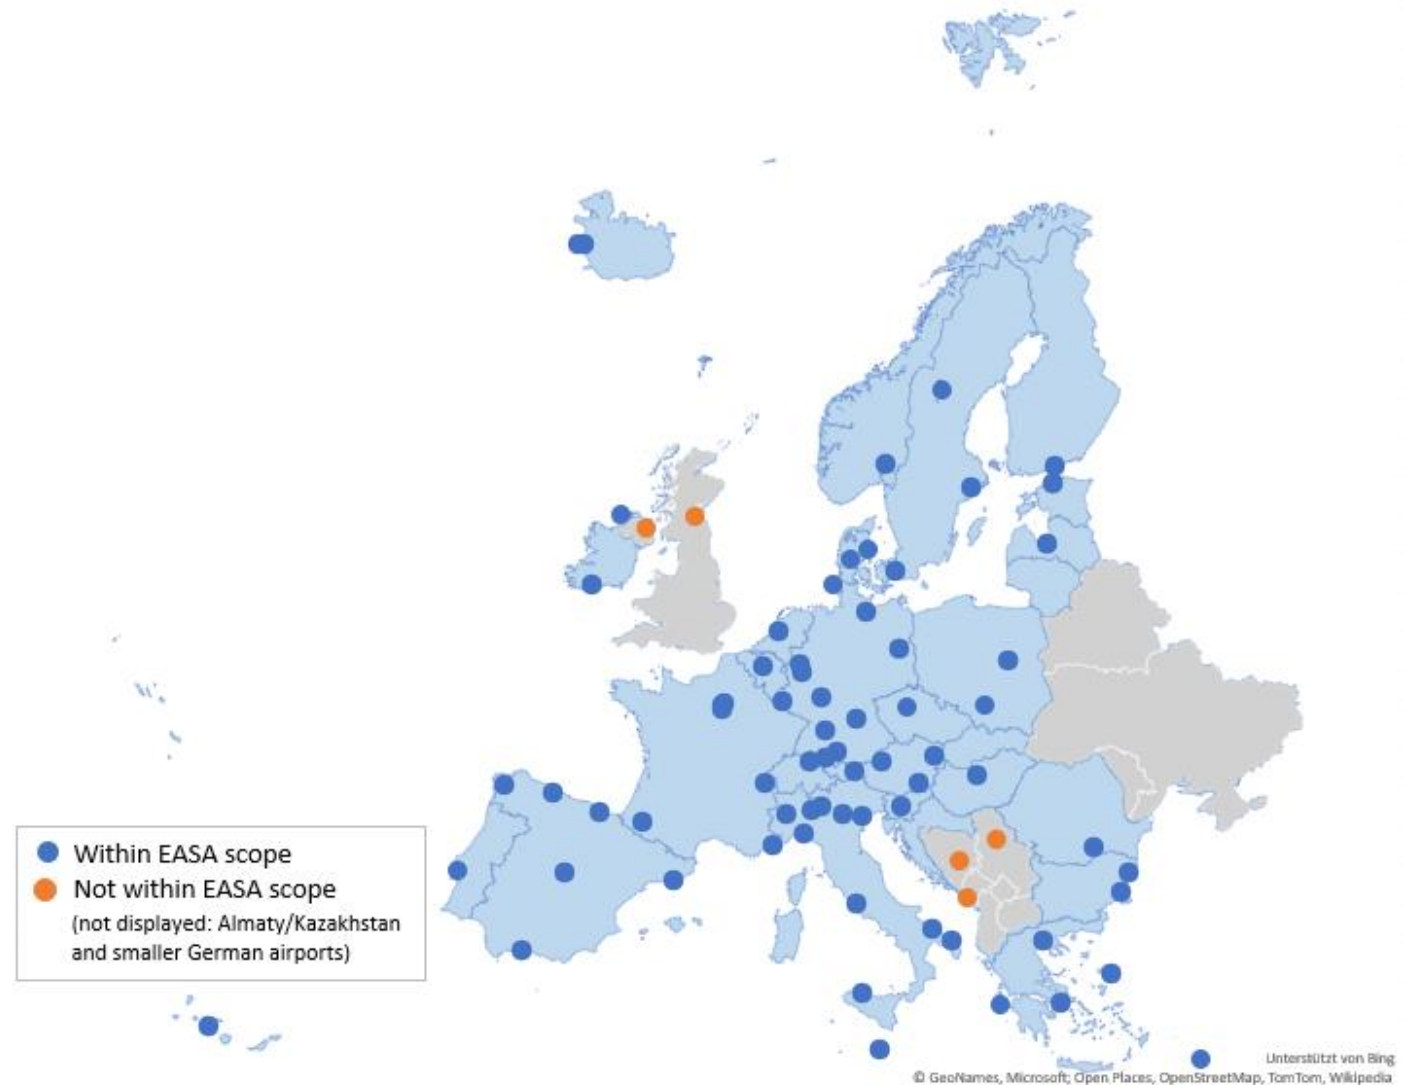 Within EASA scope
Not within EASA scope
(not displayed: Almaty/Kazakhstan
and smaller German airports)
Unterstützt von Bing
© GeoNames, Microsoft; Open Places, OpenStreetMap, TomTom, Wikipedia